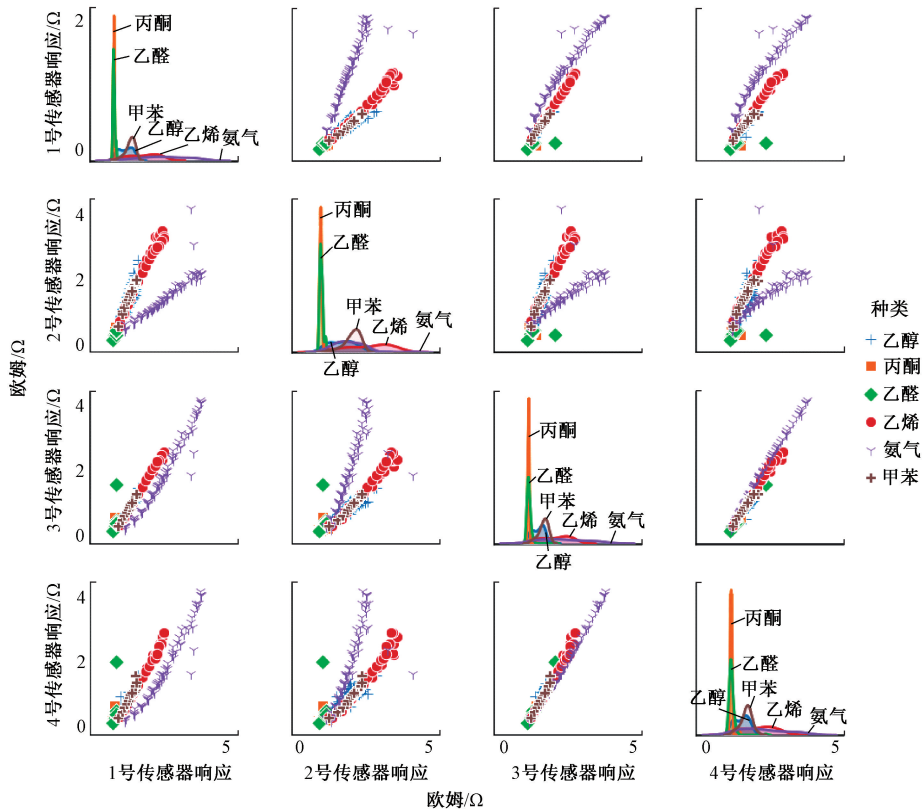 2
1号传感器响应/Ω
0
丙酮
乙醛
甲苯
乙醇
乙烯
氨气
4
2号传感器响应/Ω
2
0
丙酮
乙醛
甲苯
乙烯
氨气
乙醇
欧姆/Ω
种类
乙醇
丙酮
乙醛
乙烯
氨气
甲苯
4
3号传感器响应/Ω
2
0
丙酮
乙醛
甲苯
乙烯
氨气
乙醇
4
4号传感器响应/Ω
2
0
丙酮
乙醛
乙醇
甲苯
乙烯
氨气
0 5 0 5 0 5 0 5
1号传感器响应 2号传感器响应 3号传感器响应 4号传感器响应
欧姆/Ω